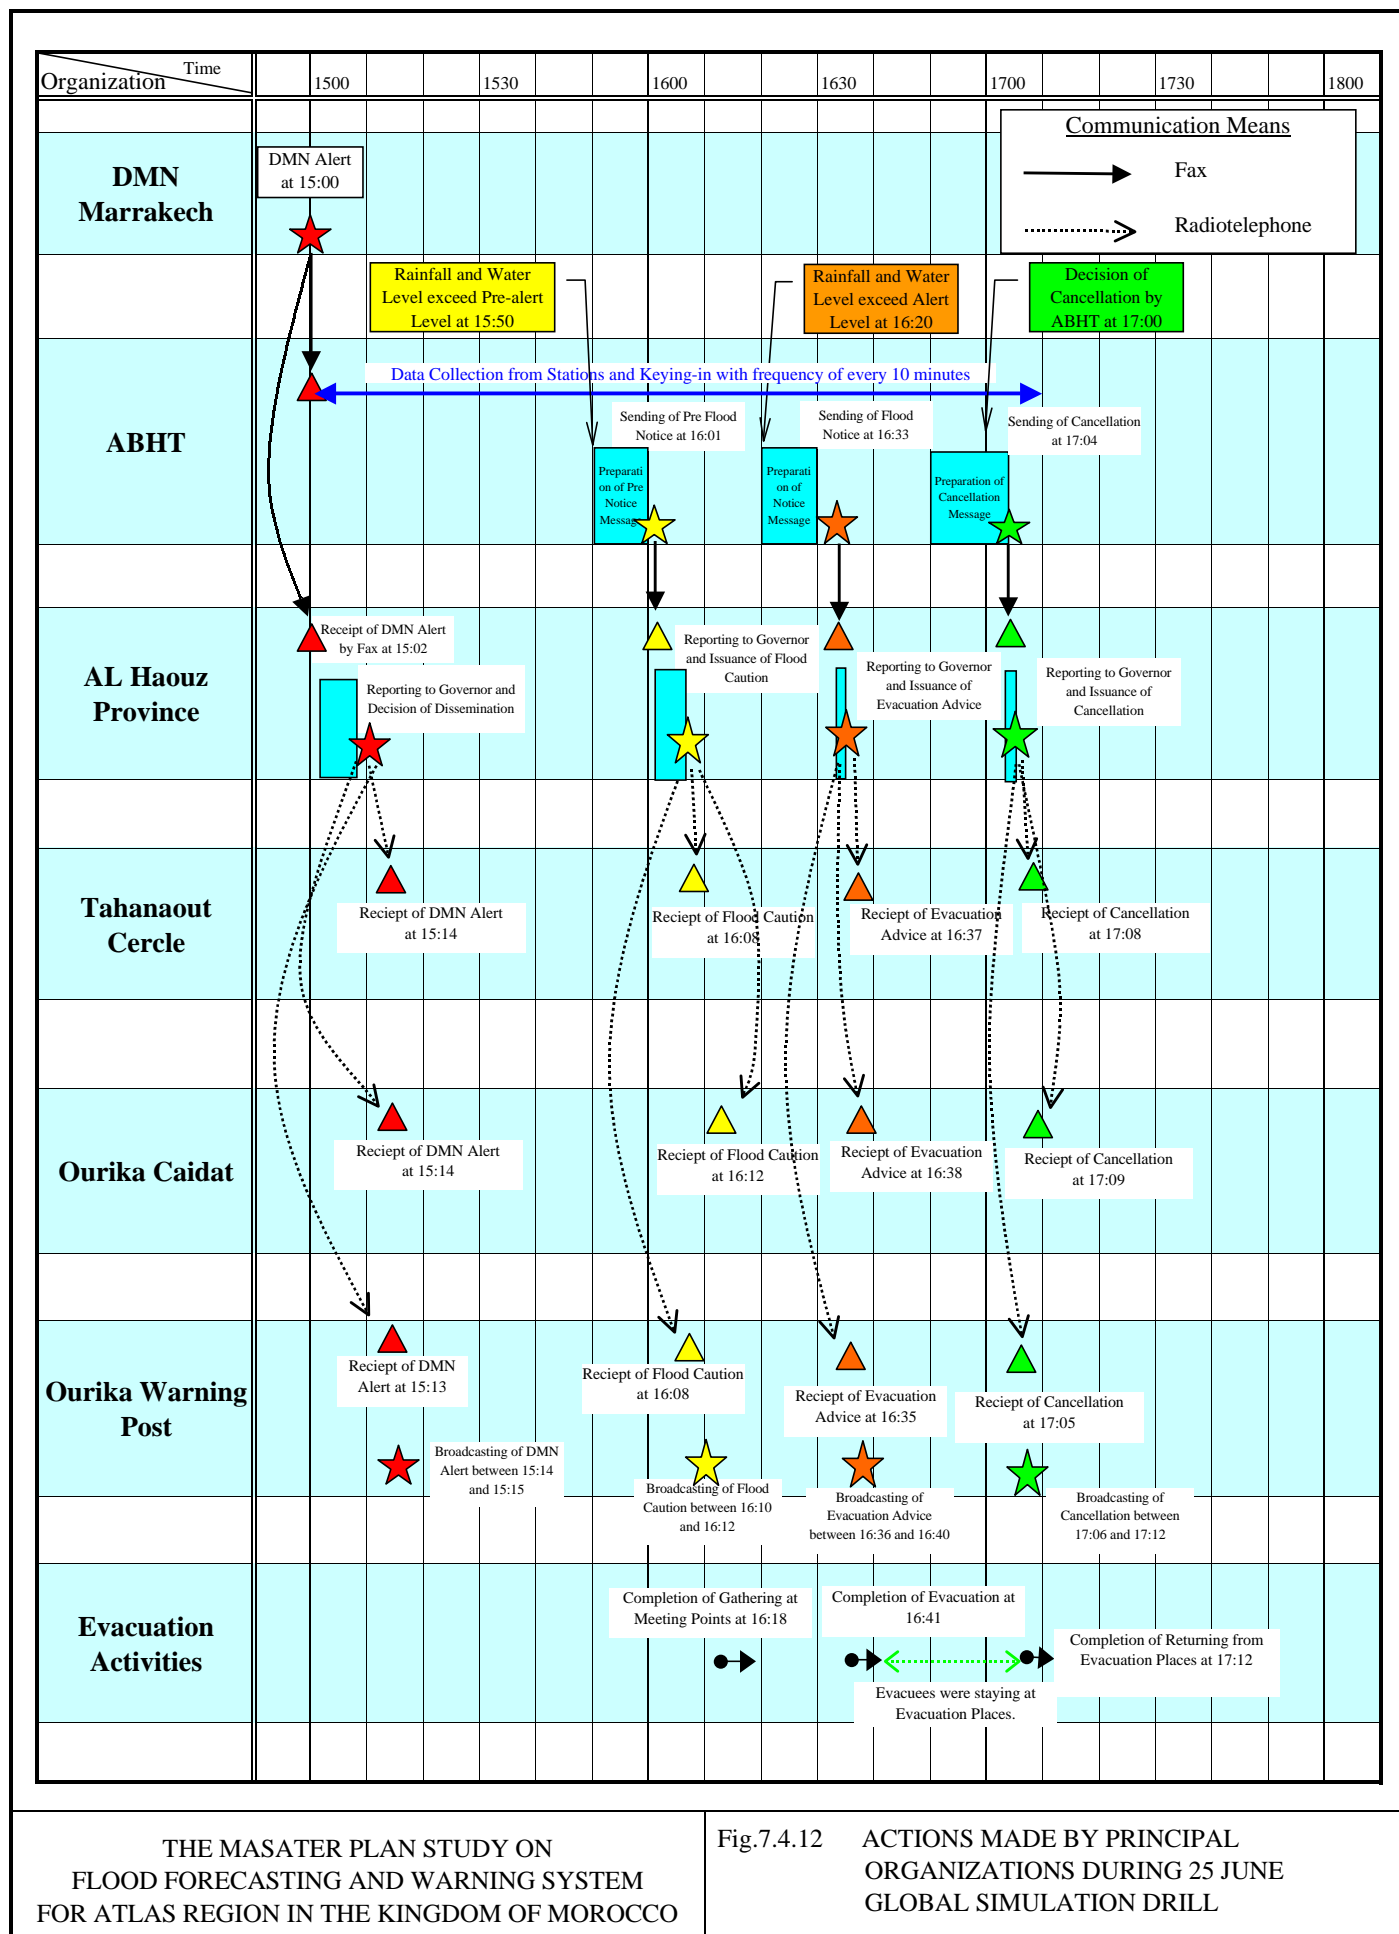 Time
Organization
1500
1530
1600
1630
1700
1730
1800
Communication Means
Fax
Radiotelephone
DMN
Marrakech
DMN Alert
at 15:00
Rainfall and Water
Level exceed Pre-alert
Level at 15:50
Rainfall and Water
Level exceed Alert
Level at 16:20
Decision of
Cancellation by
ABHT at 17:00
ABHT
Data Collection from Stations and Keying-in with frequency of every 10 minutes
Sending of Pre Flood
Notice at 16:01
Sending of Flood
Notice at 16:33
Sending of Cancellation
at 17:04
Preparati
on of Pre
Notice
Message
Preparati
on of
Notice
Message
Preparation of
Cancellation
Message
AL Haouz
Province
Receipt of DMN Alert
by Fax at 15:02
Reporting to Governor and
Decision of Dissemination
Reporting to Governor
and Issuance of Flood
Caution
Reporting to Governor
and Issuance of
Evacuation Advice
Reporting to Governor
and Issuance of
Cancellation
Tahanaout
Cercle
Reciept of DMN Alert
at 15:14
Reciept of Flood Caution
at 16:08
Reciept of Evacuation
Advice at 16:37
Reciept of Cancellation
at 17:08
Ourika Caidat
Reciept of DMN Alert
at 15:14
Reciept of Flood Caution
at 16:12
Reciept of Evacuation
Advice at 16:38
Reciept of Cancellation
at 17:09
Ourika Warning
Post
Reciept of DMN
Alert at 15:13
Reciept of Flood Caution
at 16:08
Reciept of Evacuation
Advice at 16:35
Reciept of Cancellation
at 17:05
Broadcasting of DMN
Alert between 15:14
and 15:15
Broadcasting of Flood
Caution between 16:10
and 16:12
Broadcasting of
Evacuation Advice
between 16:36 and 16:40
Broadcasting of
Cancellation between
17:06 and 17:12
Evacuation
Activities
Completion of Gathering at
Meeting Points at 16:18
Completion of Evacuation at
16:41
Completion of Returning from
Evacuation Places at 17:12
Evacuees were staying at
Evacuation Places.
THE MASATER PLAN STUDY ON
FLOOD FORECASTING AND WARNING SYSTEM
FOR ATLAS REGION IN THE KINGDOM OF MOROCCO
Fig.7.4.12 ACTIONS MADE BY PRINCIPAL
ORGANIZATIONS DURING 25 JUNE
GLOBAL SIMULATION DRILL